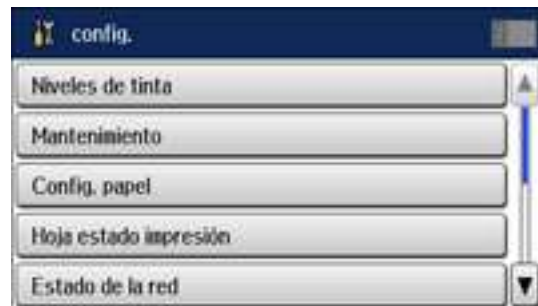 config.
Niveles de tinta
Mantenimiento
Config. papel
Hoja estado impresión
Estado de la red